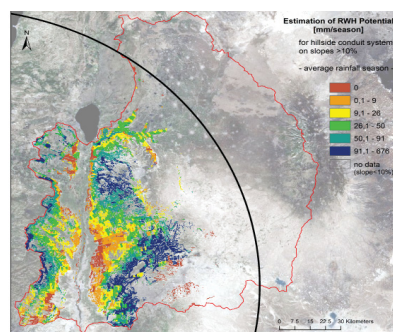 N
Estimation of RWH Potential
[mm/season]
for hillside conduit systems
on slopes >10%
- average rainfall season -
0
0,1 - 9
9,1 - 26
26,1 - 50
50,1 - 91
91,1 - 676
no data
(slope<10%)
0 7.5 15 22.5 30 Kilometers